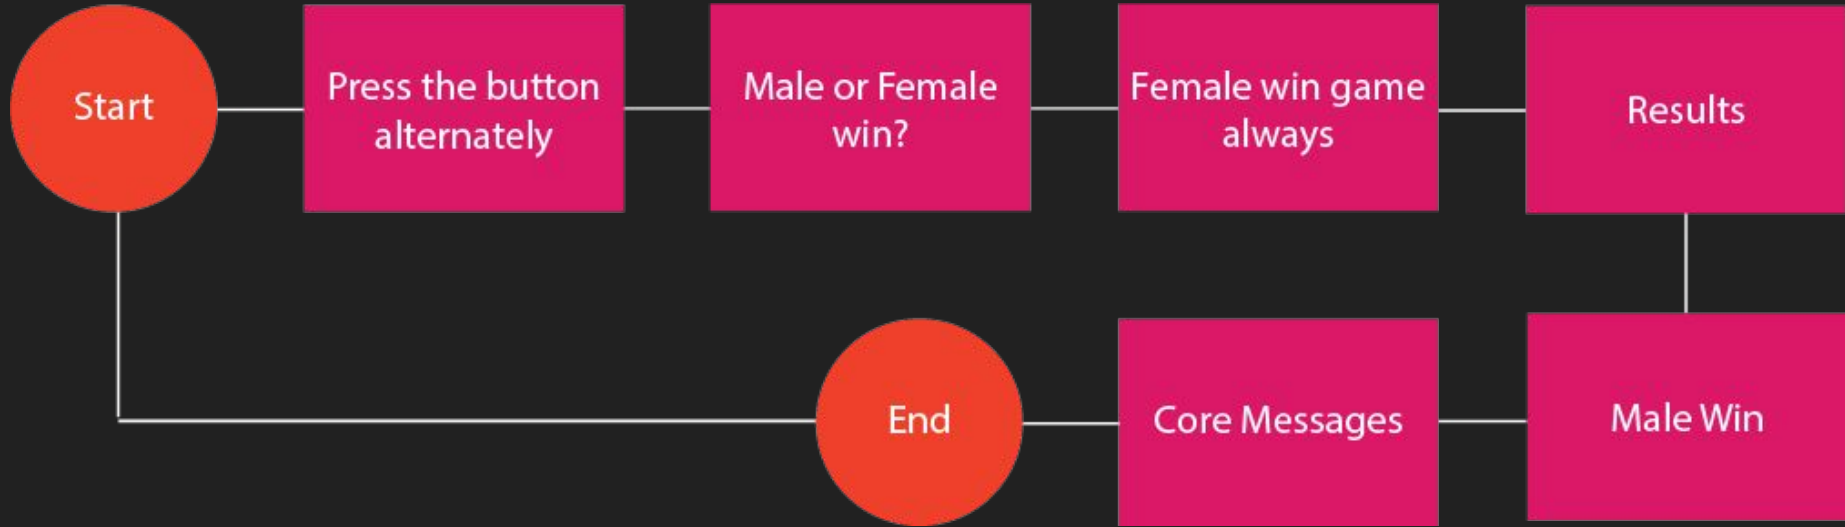 Start
Press the button
alternately
Male or Female
win?
Female win game
always
Results
Male Win
Core Messages
End